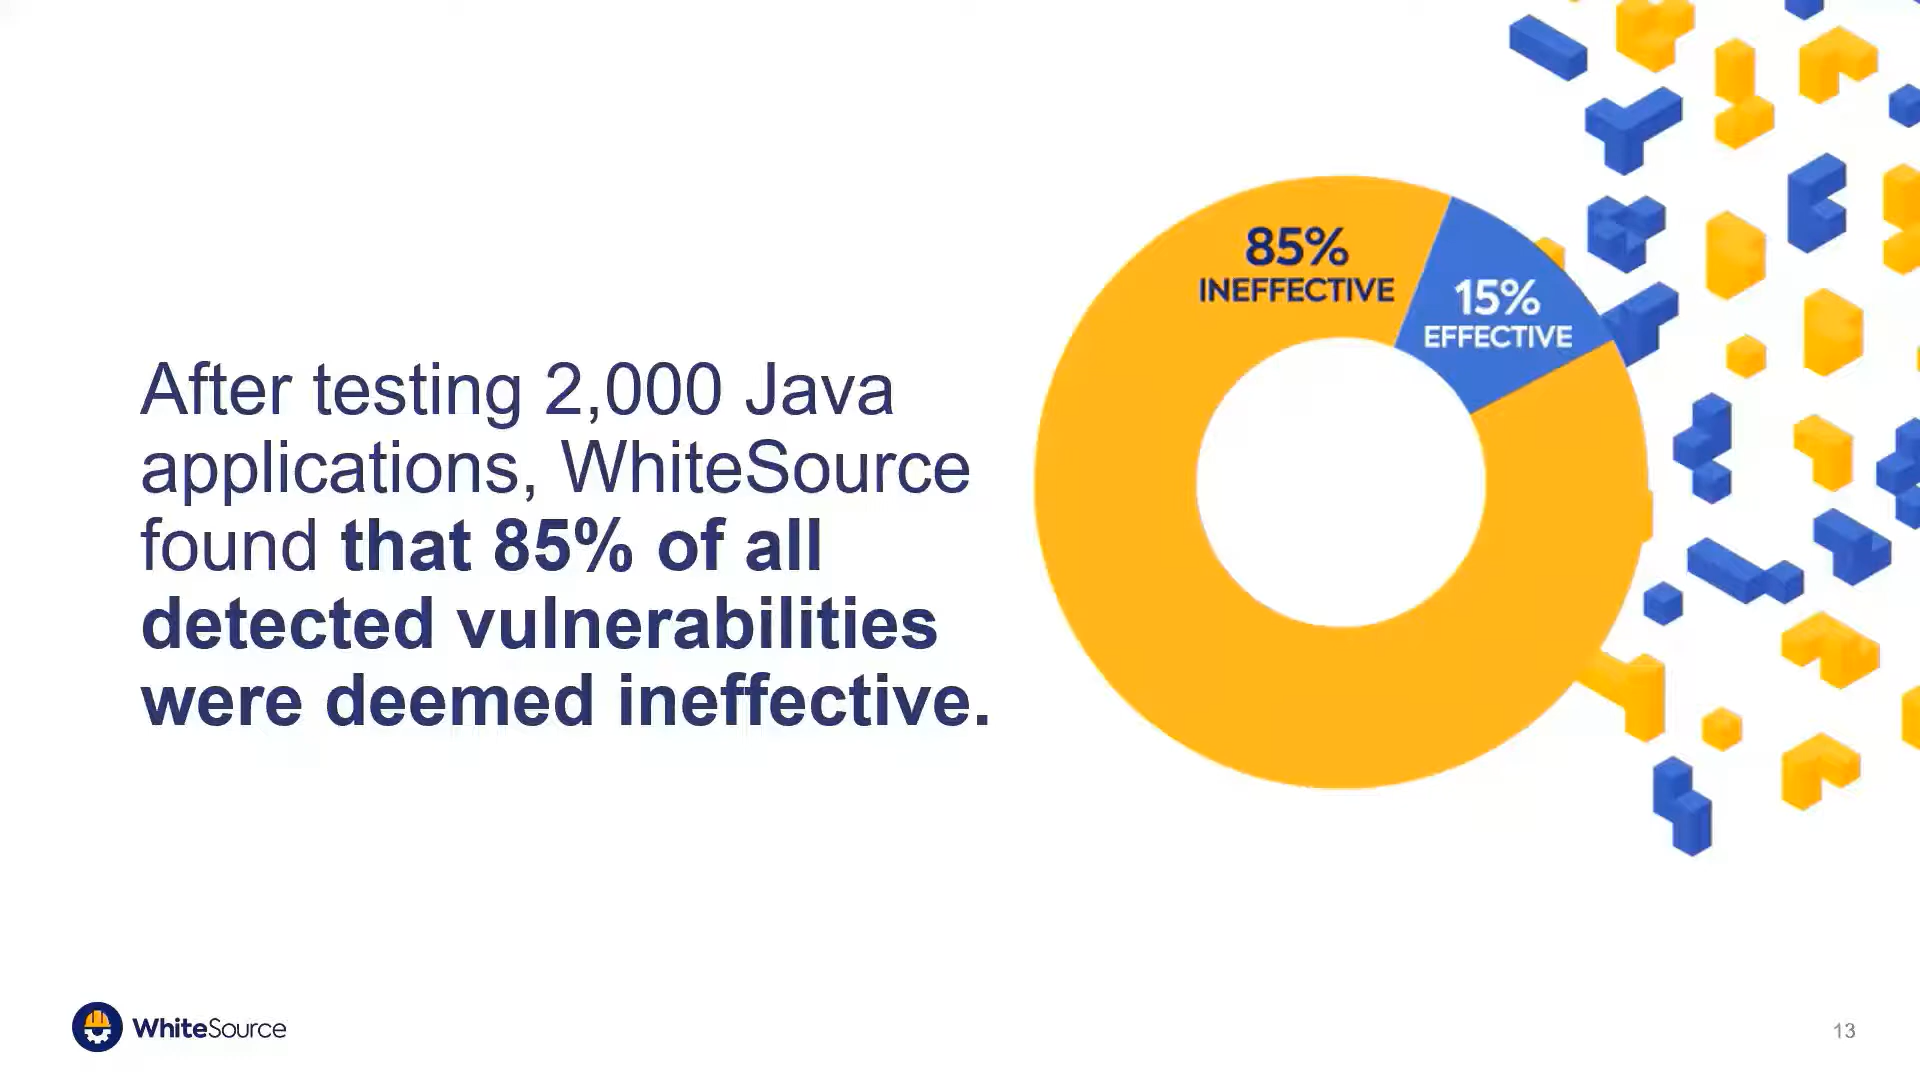 After testing 2,000 Java
applications, WhiteSource
found that 85% of all
detected vulnerabilities
were deemed ineffective.
85%
INEFFECTIVE
15%
EFFECTIVE
WhiteSource
13